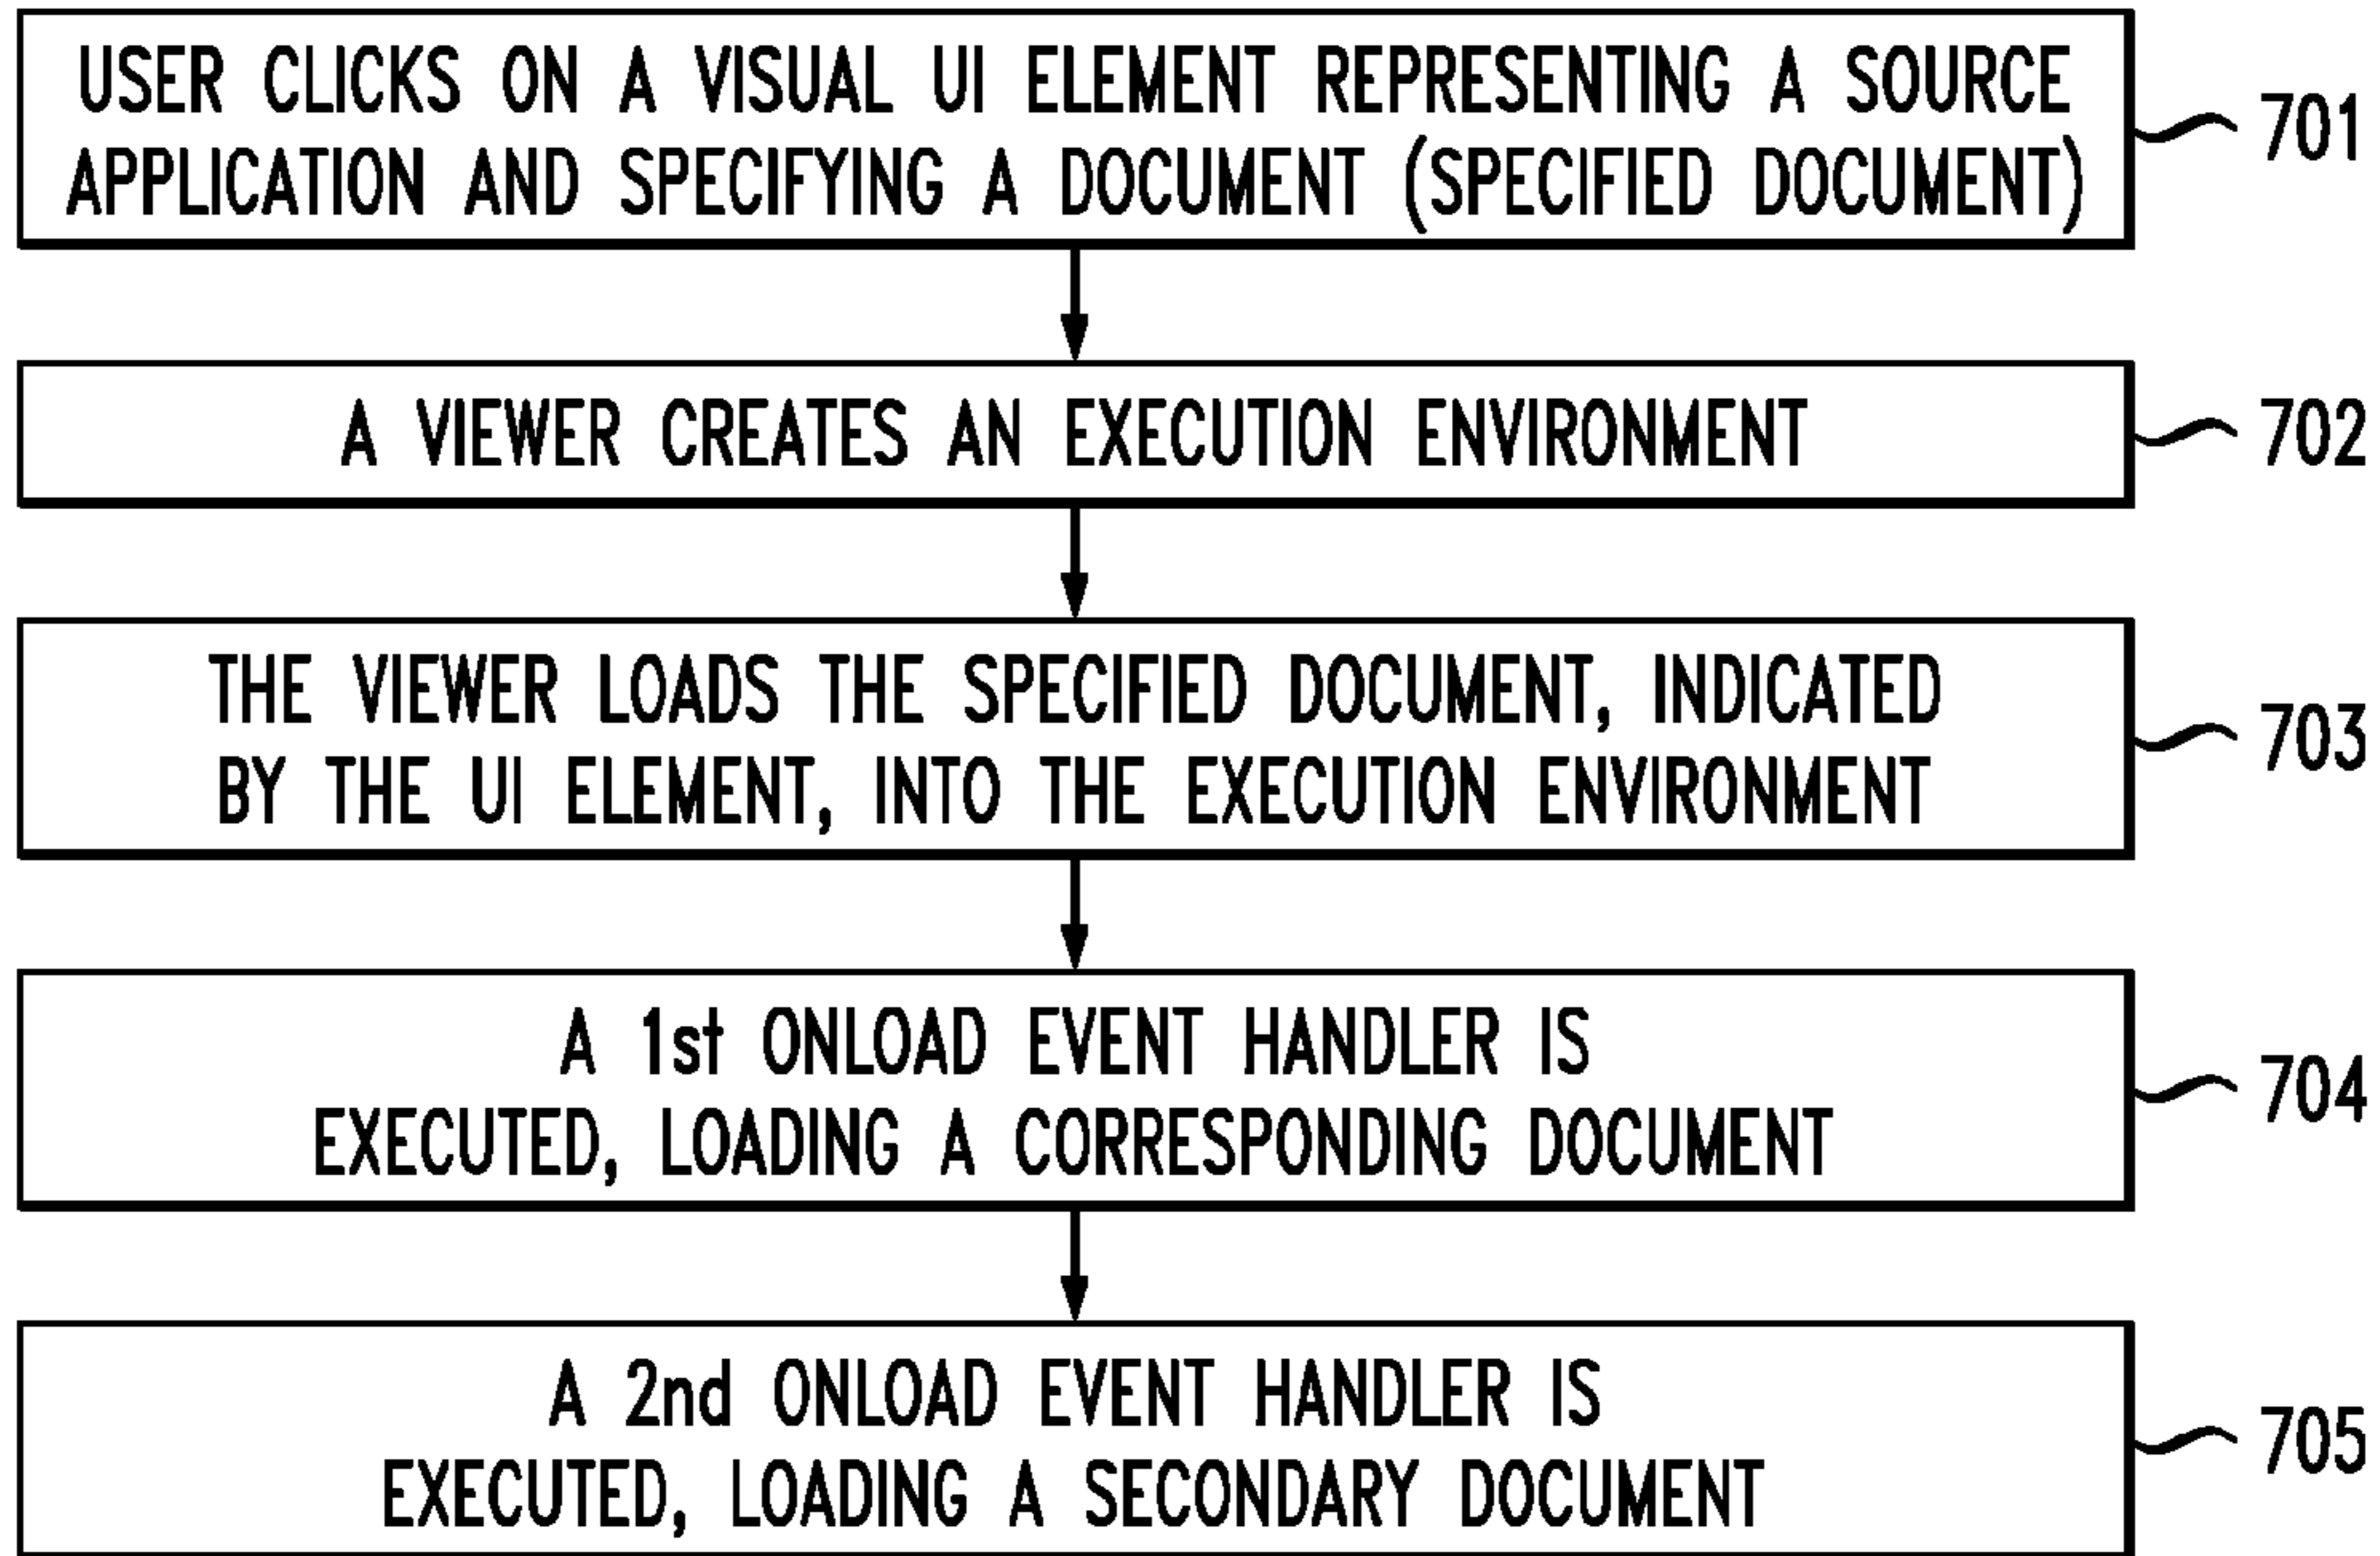 USER CLICKS ON A VISUAL UI ELEMENT REPRESENTING A SOURCE
APPLICATION AND SPECIFYING A DOCUMENT (SPECIFIED DOCUMENT)
701
A VIEWER CREATES AN EXECUTION ENVIRONMENT
702
THE VIEWER LOADS THE SPECIFIED DOCUMENT, INDICATED
BY THE UI ELEMENT, INTO THE EXECUTION ENVIRONMENT
703
A 1st ONLOAD EVENT HANDLER IS
EXECUTED, LOADING A CORRESPONDING DOCUMENT
704
A 2nd ONLOAD EVENT HANDLER IS
EXECUTED, LOADING A SECONDARY DOCUMENT
705